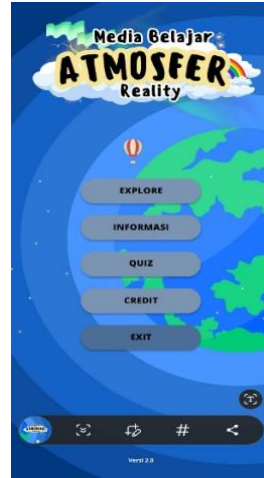 Media Belajar
ATMOSFER
Reality
EXPLORE
INFORMASI
QUIZ
CREDIT
EXIT
Versi 2.0